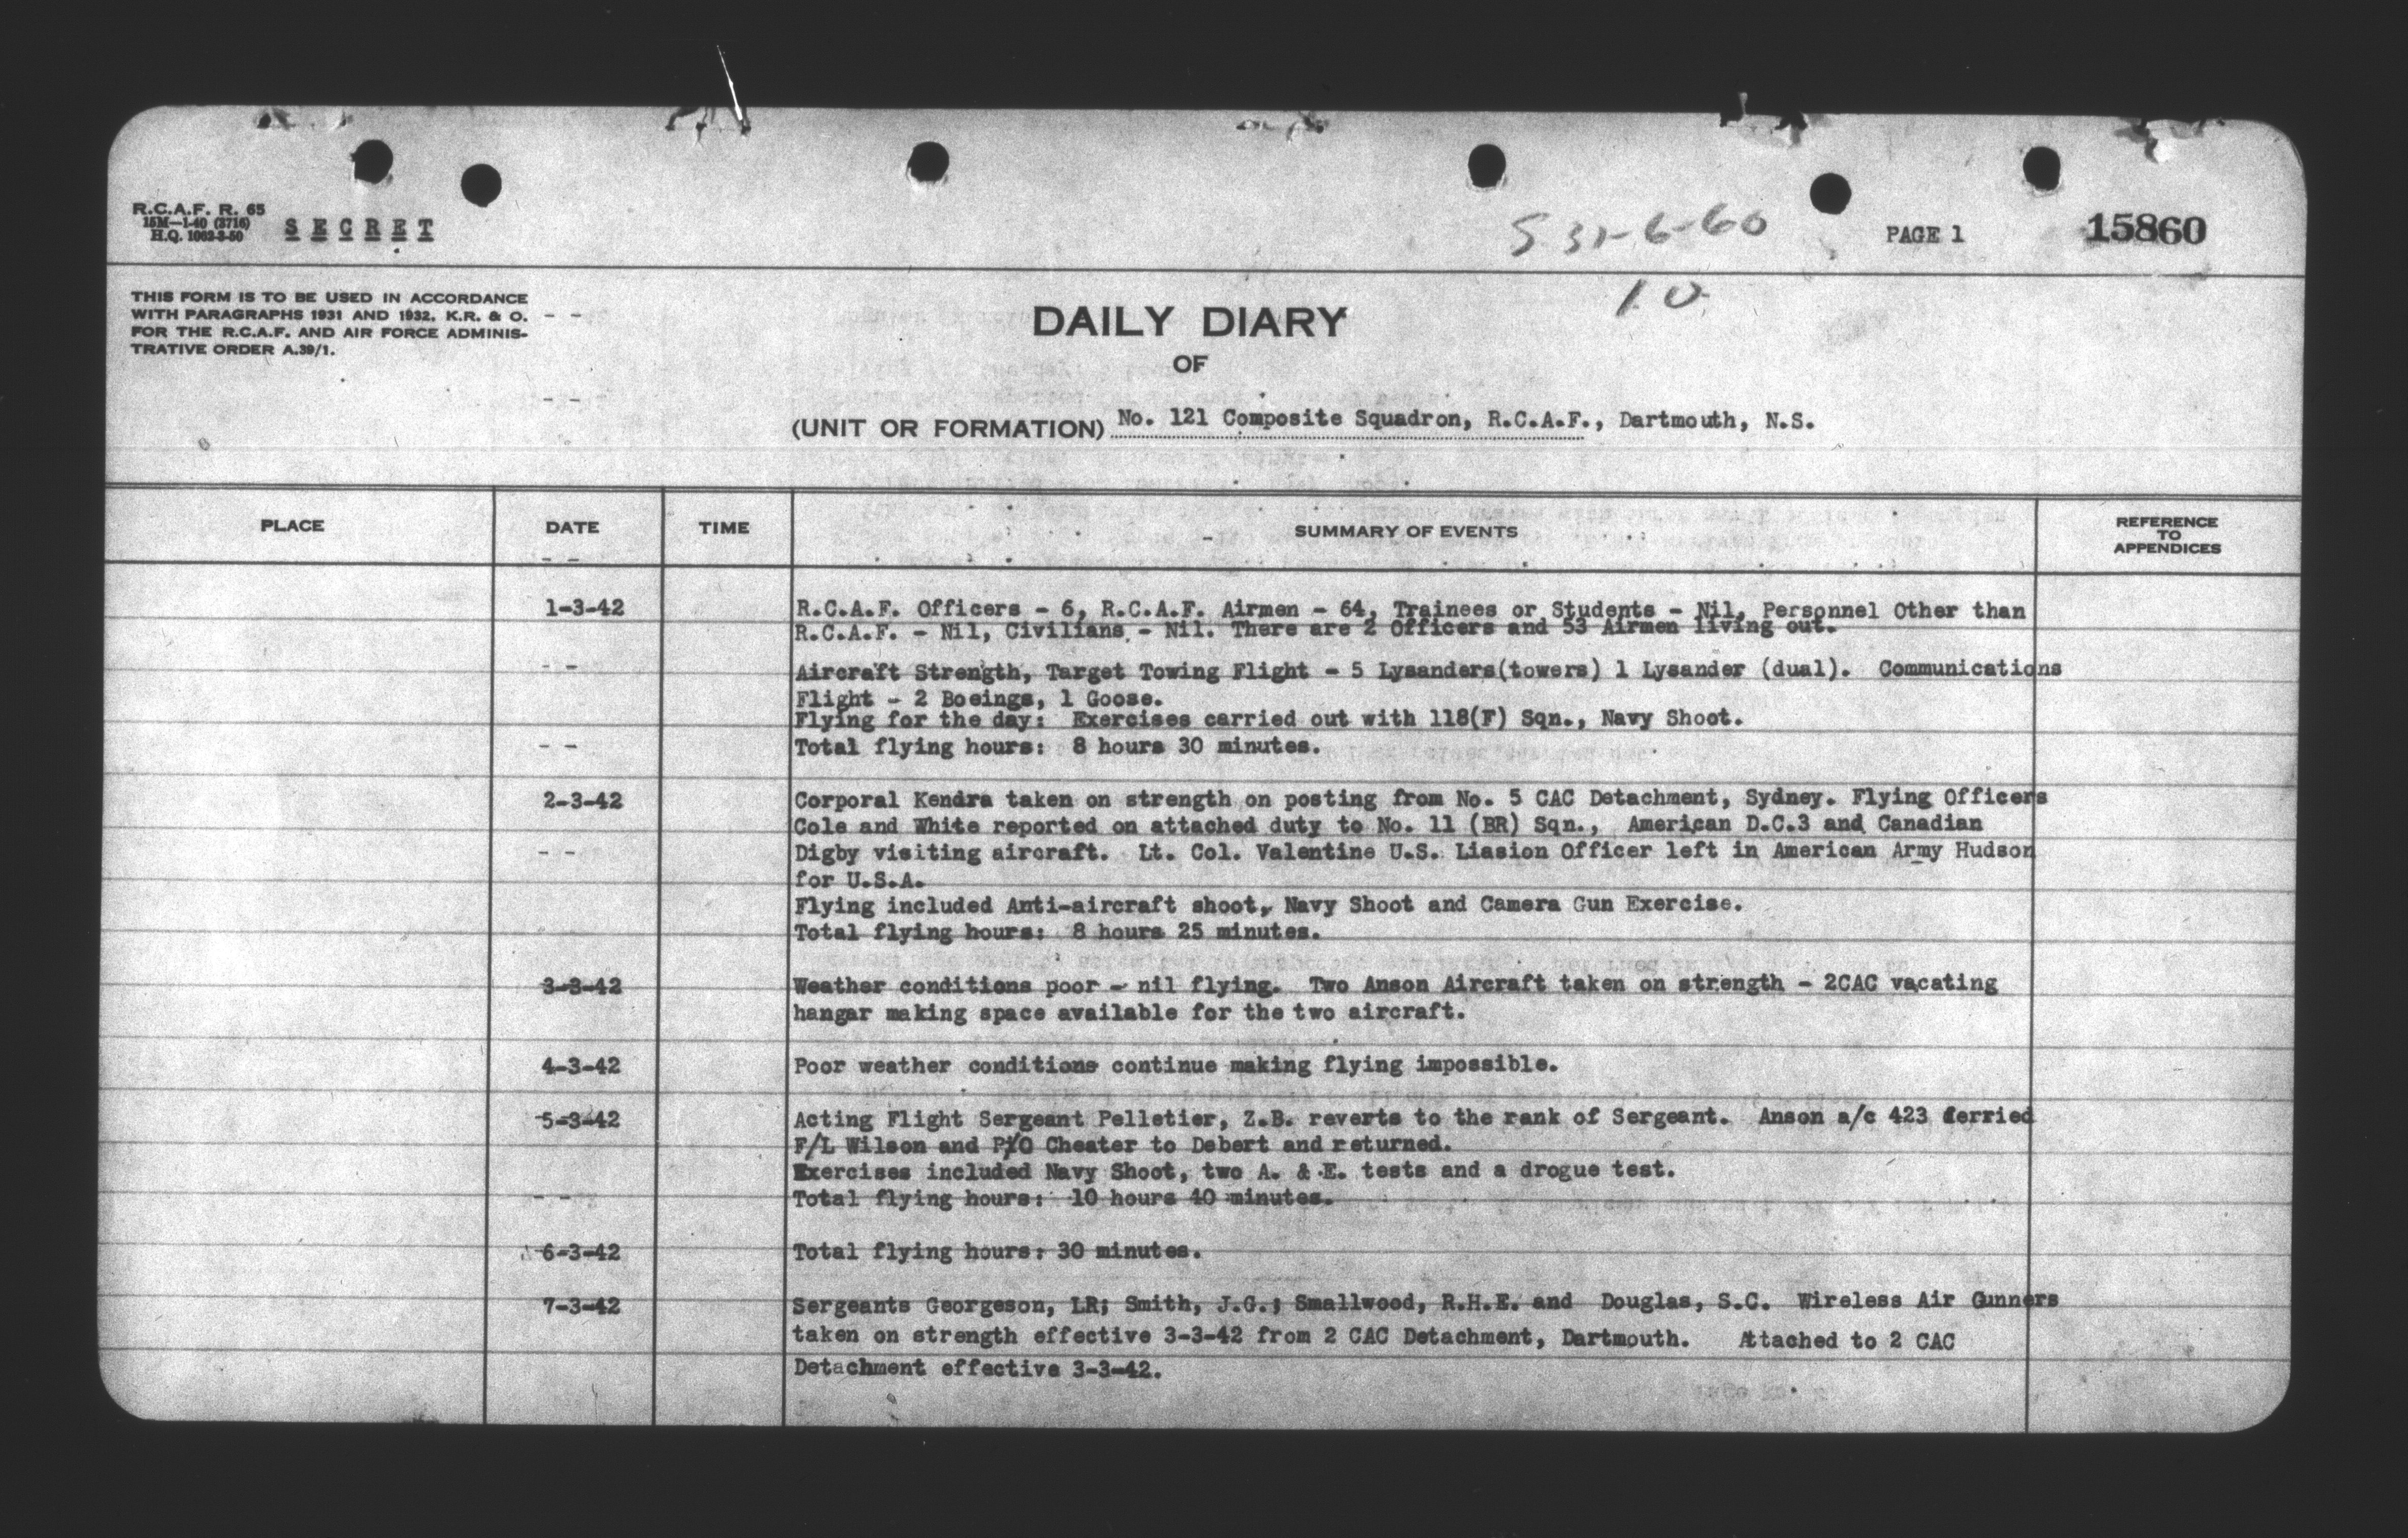 R.C.A.F. R. 65
15M—1-40 (3716)
H.Q. 1062-3-50
SECRET
S 31-6-60
PAGE 1
15860
10
THIS FORM IS TO BE USED IN ACCORDANCE
WITH PARAGRAPHS 1931 AND 1932, K.R. & O.
FOR THE R.C.A.F. AND AIR FORCE ADMINIS-
TRATIVE ORDER A.39/1.
DAILY DIARY
OF
(UNIT OR FORMATION) No. 121 Composite Squadron, R.C.A.F., Dartmouth, N.S.
PLACE DATE TIME SUMMARY OF EVENTS REFERENCE
TO
APPENDICES
1-3-42 R.C.A.F. Officers - 6, R.C.A.F. Airmen - 64, Trainees or Students - Nil, Personnel Other than
R.C.A.F. - Nil, Civilians - Nil. There are 2 Officers and 53 Airmen living out.
Aircraft Strength, Target Towing Flight - 5 Lysanders(towers) 1 Lysander (dual). Communications
Flight - 2 Boeings, 1 Goose.
Flying for the day: Exercises carried out with 118(F) Sqn., Navy Shoot.
Total flying hours: 8 hours 30 minutes.
2-3-42 Corporal Kendra taken on strength on posting from No. 5 CAC Detachment, Sydney. Flying Officers
Cole and White reported on attached duty to No. 11 (BR) Sqn., American D.C.3 and Canadian
Digby visiting aircraft. Lt. Col. Valentine U.S. Liasion Officer left in American Army Hudson
for U.S.A.
Flying included Anti-aircraft shoot, Navy Shoot and Camera Gun Exercise.
Total flying hours: 8 hours 25 minutes.
3-3-42 Weather conditions poor - nil flying. Two Anson Aircraft taken on strength - 2CAC vacating
hangar making space available for the two aircraft.
4-3-42 Poor weather conditions continue making flying impossible.
5-3-42 Acting Flight Sergeant Pelletier, Z.B. reverts to the rank of Sergeant. Anson a/c 423 ferried
F/L Wilson and P/O Cheater to Debert and returned.
Exercises included Navy Shoot, two A. & E. tests and a drogue test.
Total flying hours: 10 hours 40 minutes.
6-3-42 Total flying hours: 30 minutes.
7-3-42 Sergeants Georgeson, LR; Smith, J.G.; Smallwood, R.H.E. and Douglas, S.C. Wireless Air Gunners
taken on strength effective 3-3-42 from 2 CAC Detachment, Dartmouth. Attached to 2 CAC
Detachment effective 3-3-42.